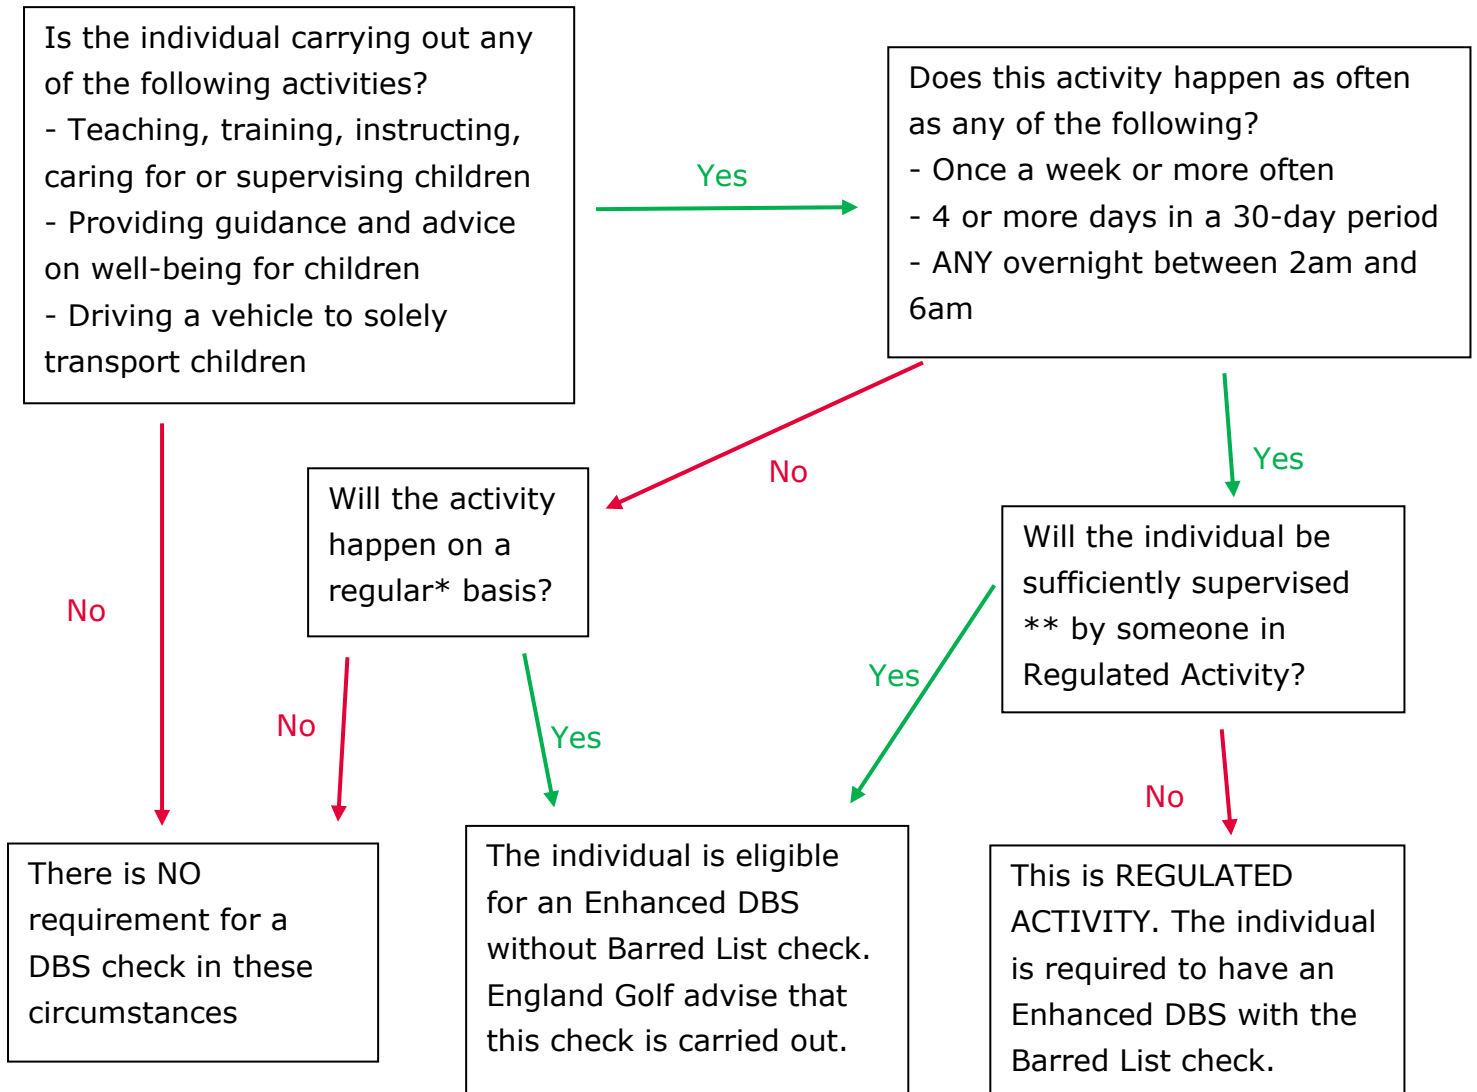 Is the individual carrying out any
of the following activities?
- Teaching, training, instructing,
caring for or supervising children
- Providing guidance and advice
on well-being for children
- Driving a vehicle to solely
transport children
Yes
Does this activity happen as often
as any of the following?
- Once a week or more often
- 4 or more days in a 30-day period
- ANY overnight between 2am and
6am
No
Yes
Will the activity
happen on a
regular* basis?
Will the individual be
sufficiently supervised
** by someone in
Regulated Activity?
No
No
Yes
Yes
No
There is NO
requirement for a
DBS check in these
circumstances
The individual is eligible
for an Enhanced DBS
without Barred List check.
England Golf advise that
this check is carried out.
This is REGULATED
ACTIVITY. The individual
is required to have an
Enhanced DBS with the
Barred List check.